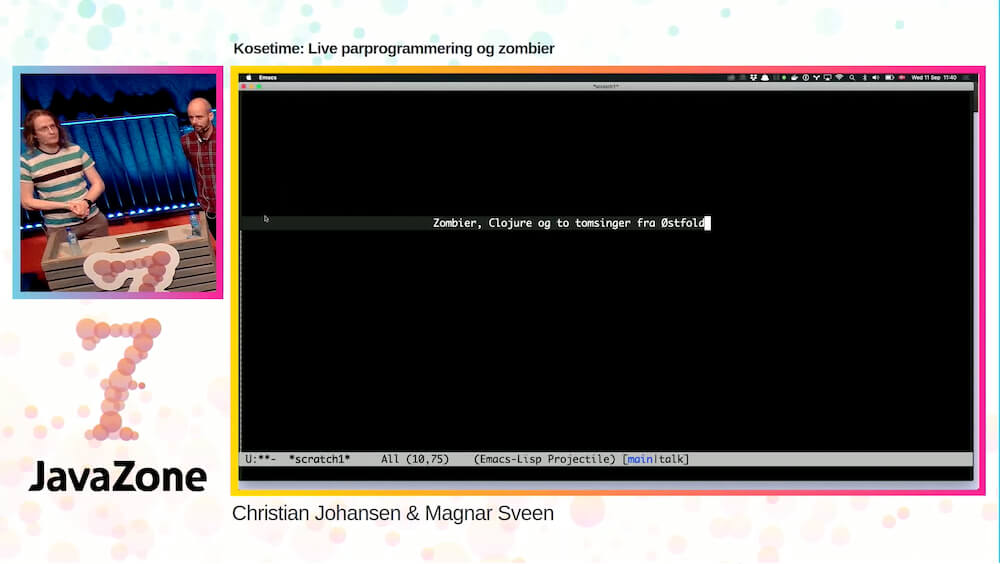 Kosetime: Live parprogrammering og zombier
Emacs
Wed 11 Sep 11:40
*scratch1*
Zombier, Clojure og to tomsinger fra Østfold
U:**- *scratch1* All (10,75) (Emacs-Lisp Projectile) [main|talk]
7
JavaZone
Christian Johansen & Magnar Sveen